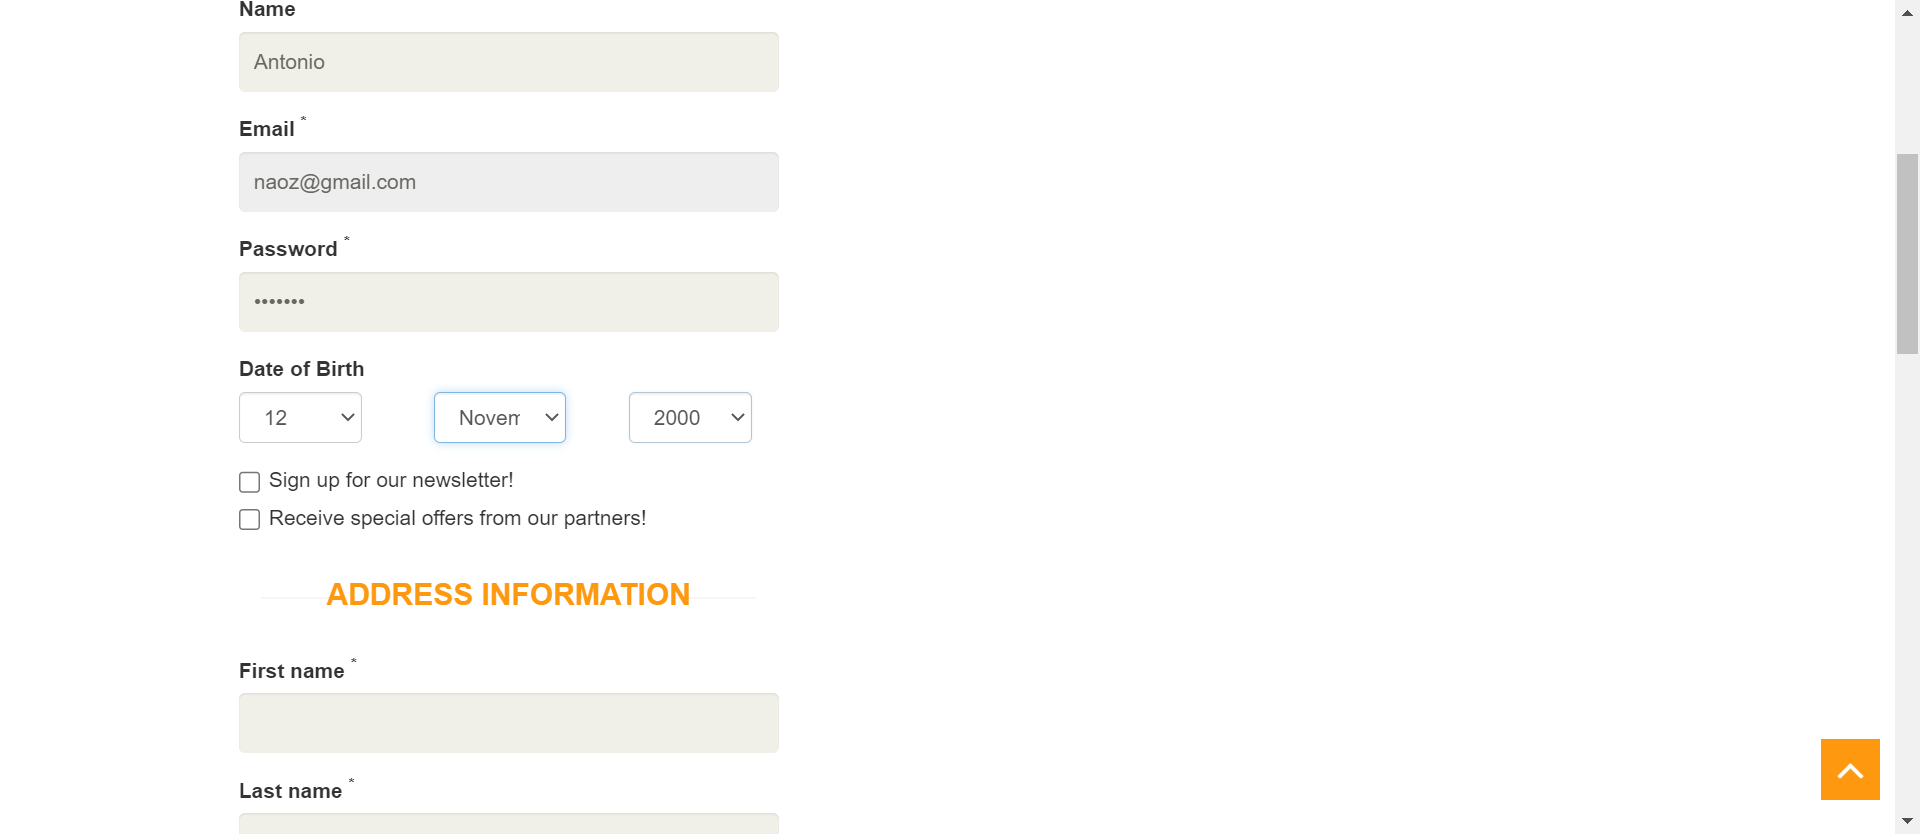 Name
Antonio
Email *
naoz@gmail.com
Password *
•••••••
Date of Birth
12 Novem 2000
Sign up for our newsletter!
Receive special offers from our partners!
ADDRESS INFORMATION
First name *
Last name *